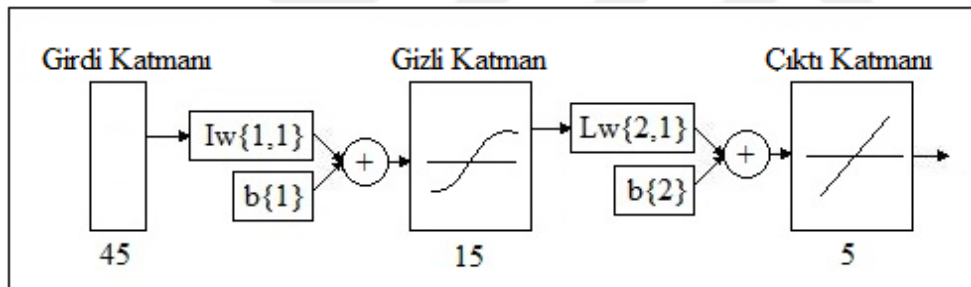 Girdi Katmanı Gizli Katman Çıktı Katmanı
Iw{1,1} Lw{2,1}
+ +
b{1} b{2}
45 15 5